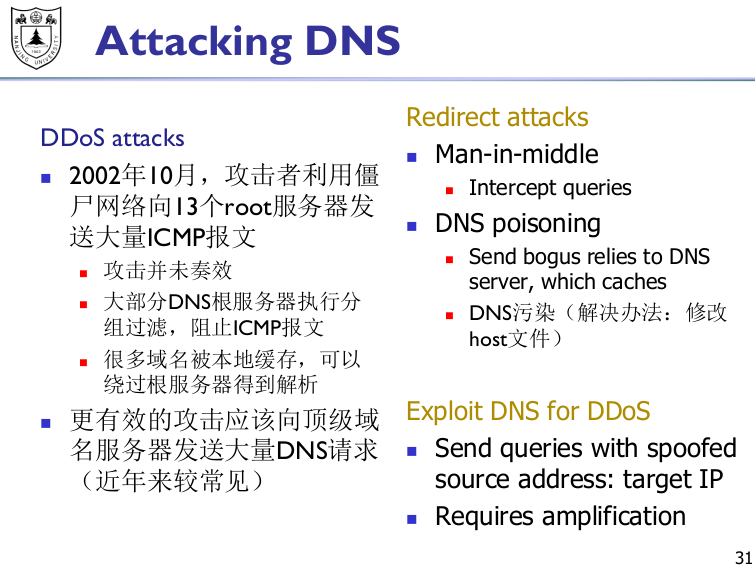 Attacking DNS
DDoS attacks
2002年10月，攻击者利用僵
尸网络向13个root服务器发
送大量ICMP报文
攻击并未奏效
大部分DNS根服务器执行分
组过滤，阻止ICMP报文
很多域名被本地缓存，可以
绕过根服务器得到解析
更有效的攻击应该向顶级域
名服务器发送大量DNS请求
（近年来较常见）
Redirect attacks
Man-in-middle
Intercept queries
DNS poisoning
Send bogus relies to DNS
server, which caches
DNS污染（解决办法：修改
host文件）
Exploit DNS for DDoS
Send queries with spoofed
source address: target IP
Requires amplification
31
NANJING UNIVERSITY
1902